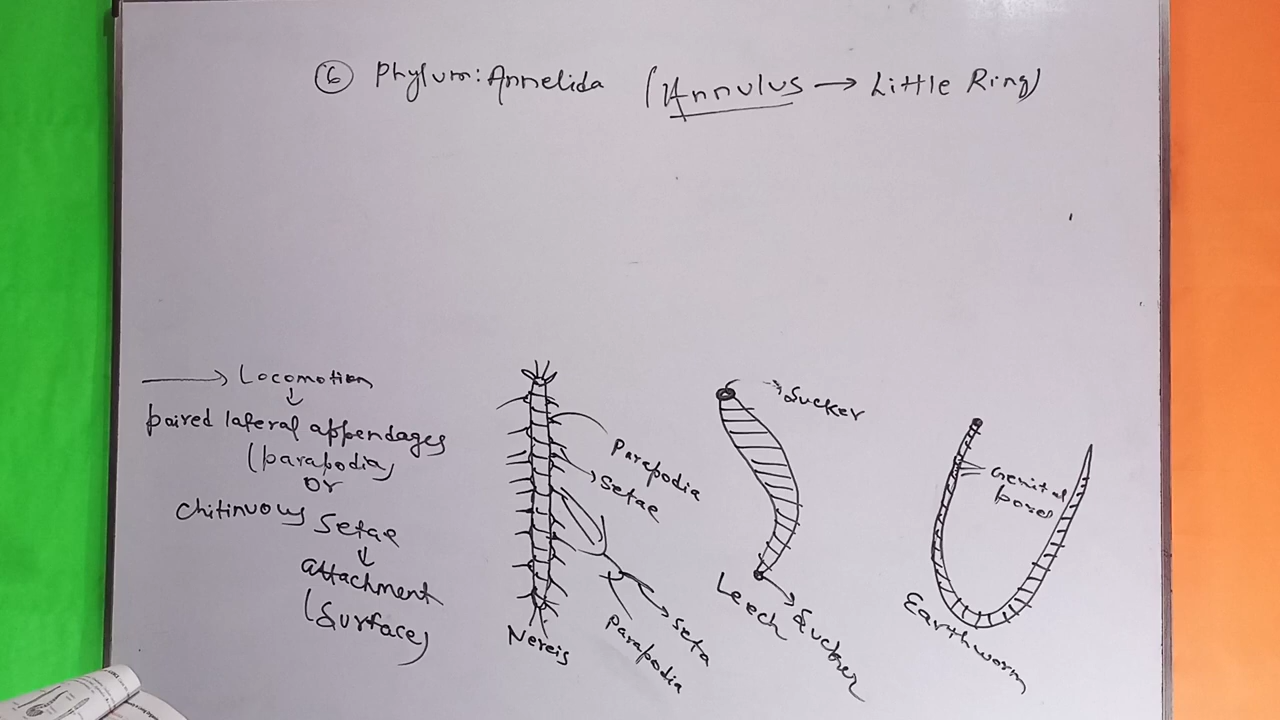 ⑥ Phylum: Annelida (Annulus → Little Ring)
→ Locomotion
↓
paired lateral appendages
(parapodia)
or
chitinuous setae
↓
attachment
(surface)
Parapodia
Setae
Seta
Parapodia
Nereis
Sucker
Leech
Sucker
Genital
pores
Earthworm